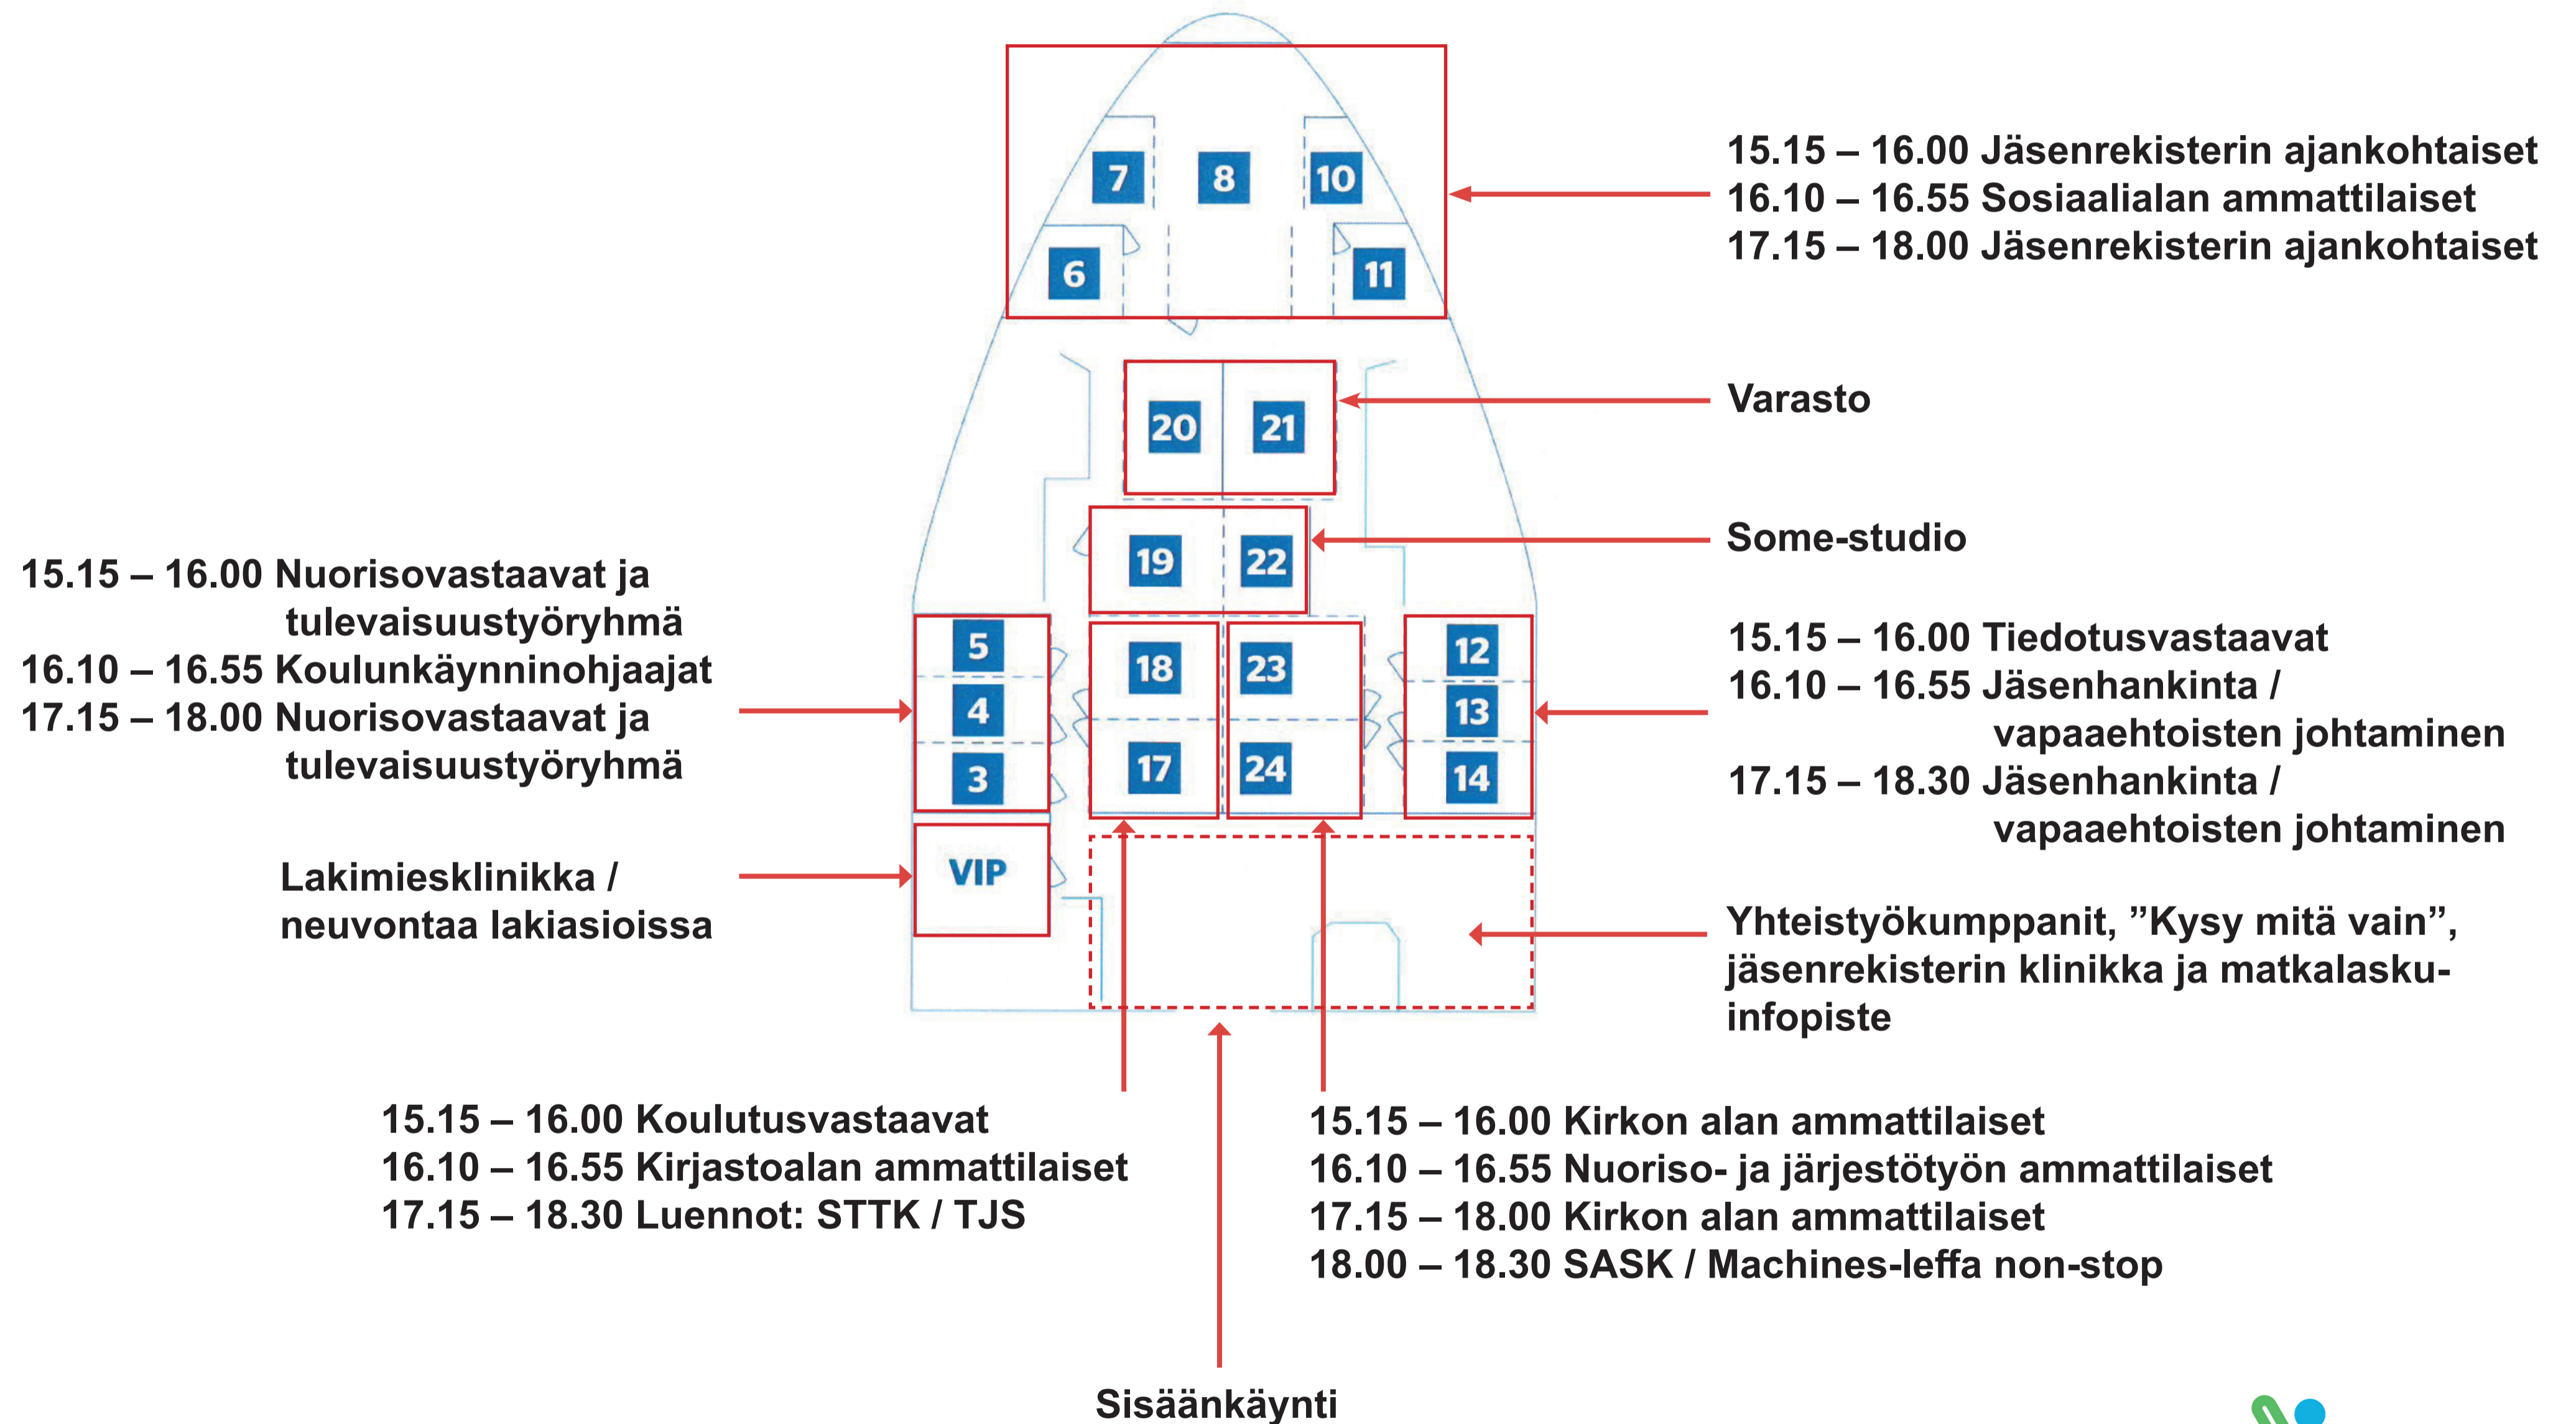 7
8
10
6
11
15.15 – 16.00 Jäsenrekisterin ajankohtaiset
16.10 – 16.55 Sosiaalialan ammattilaiset
17.15 – 18.00 Jäsenrekisterin ajankohtaiset
20
21
Varasto
19
22
Some-studio
15.15 – 16.00 Nuorisovastaavat ja
tulevaisuustyöryhmä
16.10 – 16.55 Koulunkäynninohjaajat
17.15 – 18.00 Nuorisovastaavat ja
tulevaisuustyöryhmä
5
4
3
18
23
17
24
12
13
14
15.15 – 16.00 Tiedotusvastaavat
16.10 – 16.55 Jäsenhankinta /
vapaaehtoisten johtaminen
17.15 – 18.30 Jäsenhankinta /
vapaaehtoisten johtaminen
Lakimiesklinikka /
neuvontaa lakiasioissa
VIP
Yhteistyökumppanit, ”Kysy mitä vain”,
jäsenrekisterin klinikka ja matkalasku-
infopiste
15.15 – 16.00 Koulutusvastaavat
16.10 – 16.55 Kirjastoalan ammattilaiset
17.15 – 18.30 Luennot: STTK / TJS
15.15 – 16.00 Kirkon alan ammattilaiset
16.10 – 16.55 Nuoriso- ja järjestötyön ammattilaiset
17.15 – 18.00 Kirkon alan ammattilaiset
18.00 – 18.30 SASK / Machines-leffa non-stop
Sisäänkäynti